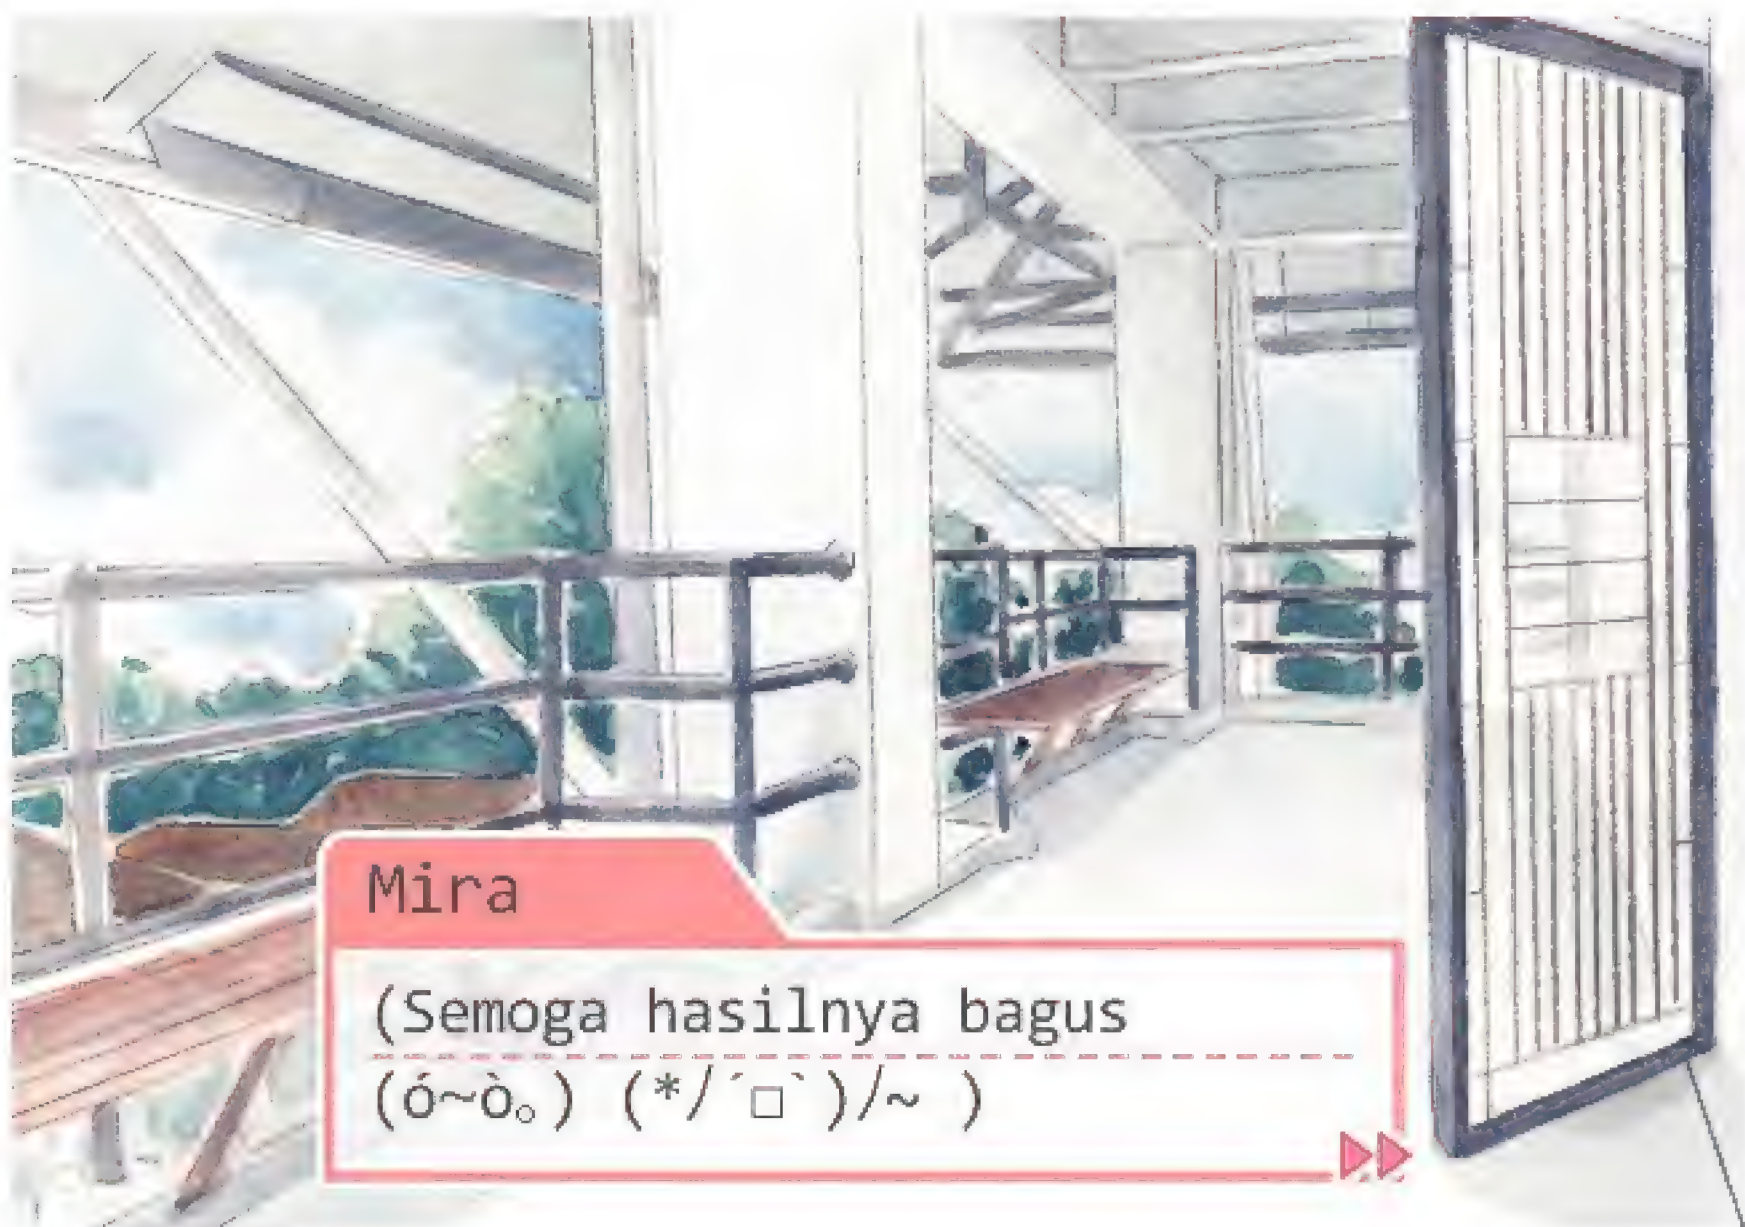 Mira
(Semoga hasilnya bagus
(ó~ò｡) (*/´□`)/~ )